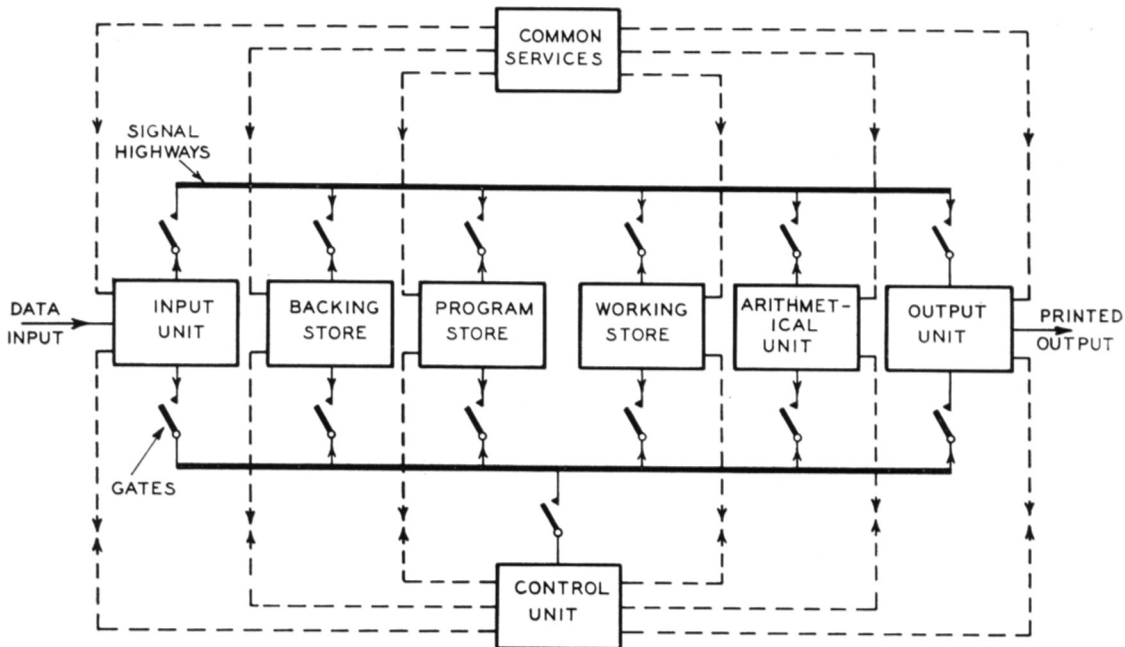 COMMON
SERVICES
SIGNAL
HIGHWAYS
DATA
INPUT
INPUT
UNIT
BACKING
STORE
PROGRAM
STORE
WORKING
STORE
ARITHMET-
ICAL
UNIT
OUTPUT
UNIT
PRINTED
OUTPUT
GATES
CONTROL
UNIT